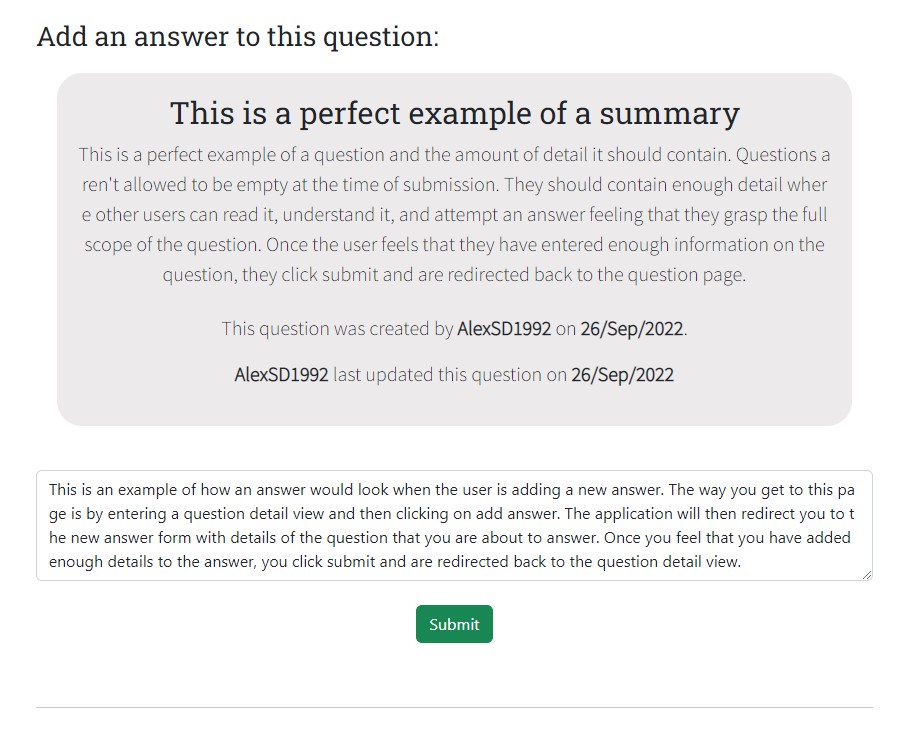 Add an answer to this question:
This is a perfect example of a summary
This is a perfect example of a question and the amount of detail it should contain. Questions a
ren't allowed to be empty at the time of submission. They should contain enough detail wher
e other users can read it, understand it, and attempt an answer feeling that they grasp the full
scope of the question. Once the user feels that they have entered enough information on the
question, they click submit and are redirected back to the question page.
This question was created by AlexSD1992 on 26/Sep/2022.
AlexSD1992 last updated this question on 26/Sep/2022
This is an example of how an answer would look when the user is adding a new answer. The way you get to this pa
ge is by entering a question detail view and then clicking on add answer. The application will then redirect you to t
he new answer form with details of the question that you are about to answer. Once you feel that you have added
enough details to the answer, you click submit and are redirected back to the question detail view.
Submit